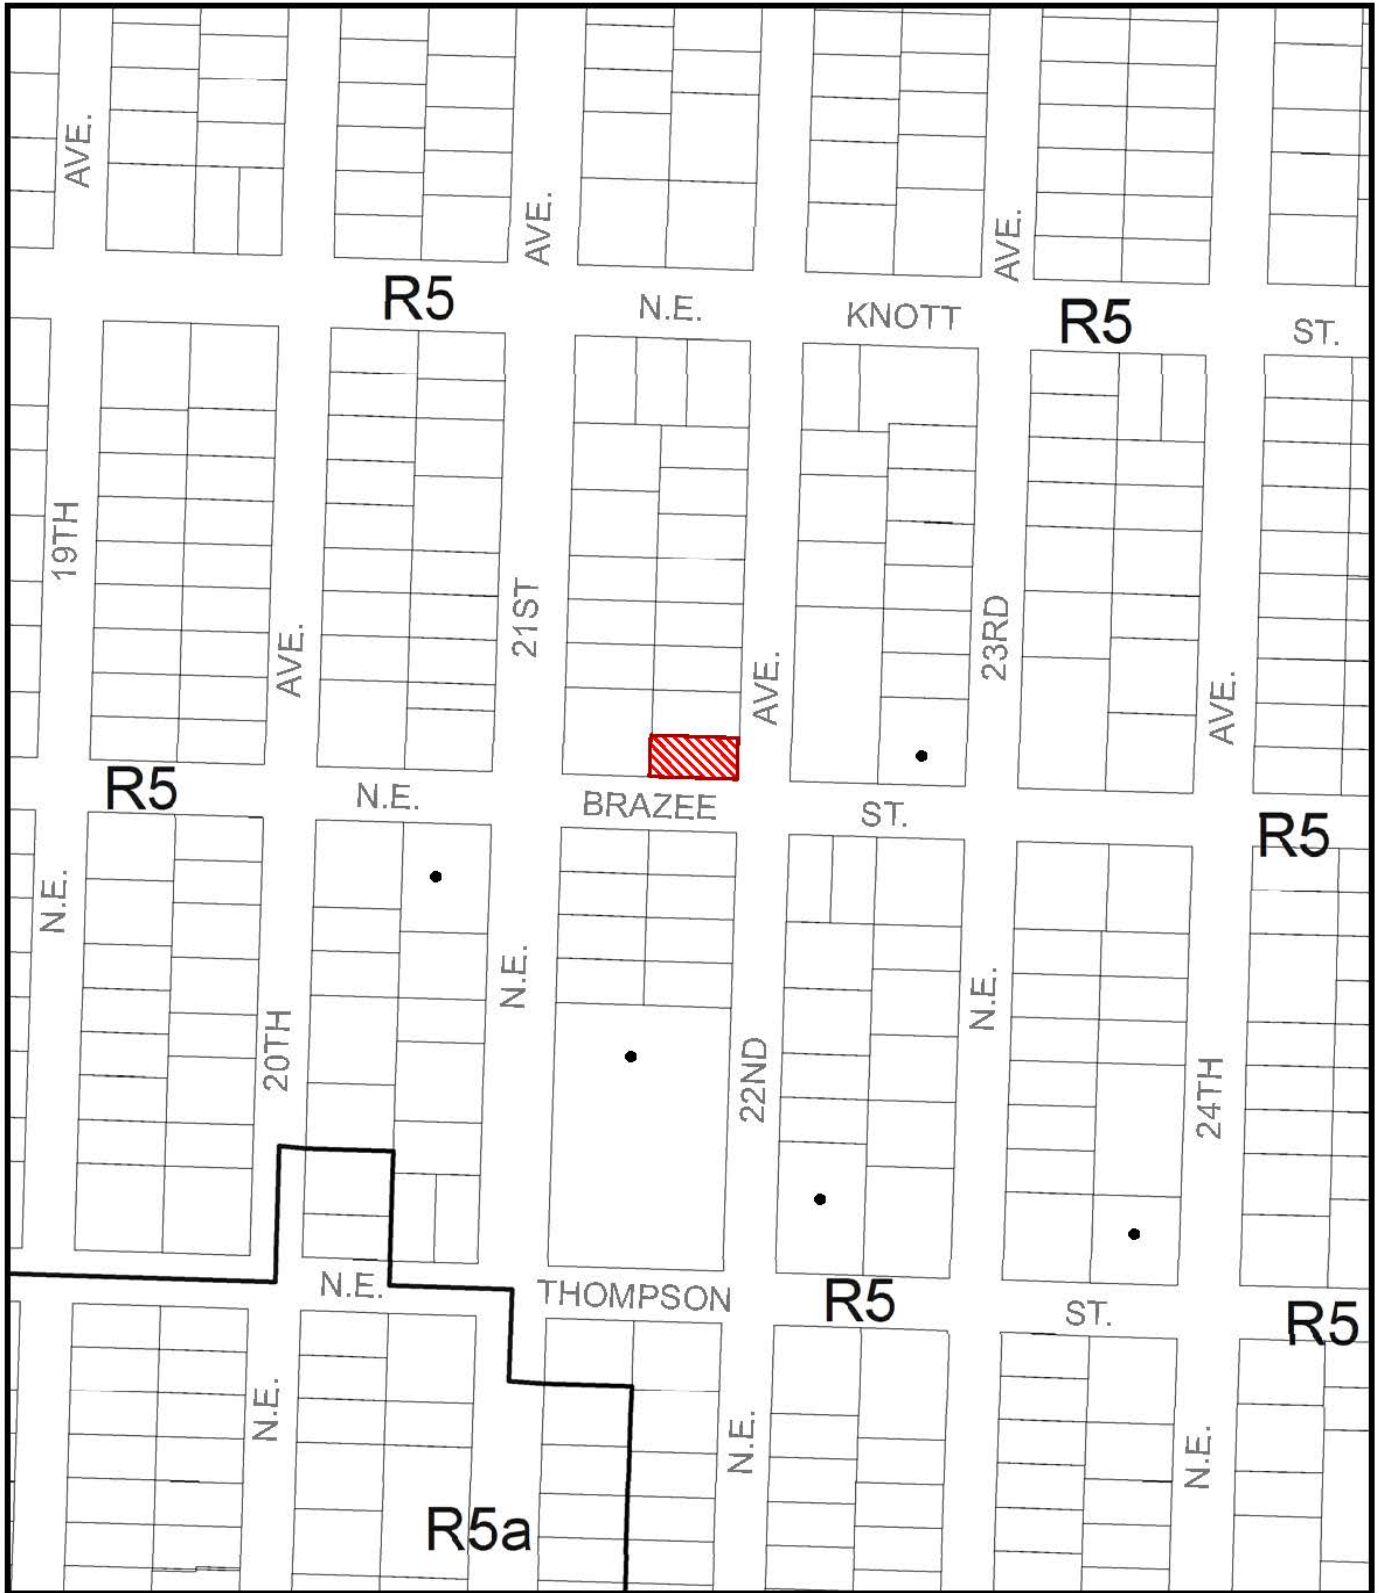 AVE.
AVE.
AVE.
R5
N.E.
KNOTT
R5
ST.
19TH
21ST
23RD
AVE.
AVE.
AVE.
R5
N.E.
BRAZEE
ST.
R5
N.E.
N.E.
N.E.
20TH
22ND
24TH
N.E.
THOMPSON
R5
ST.
R5
N.E.
N.E.
N.E.
R5a